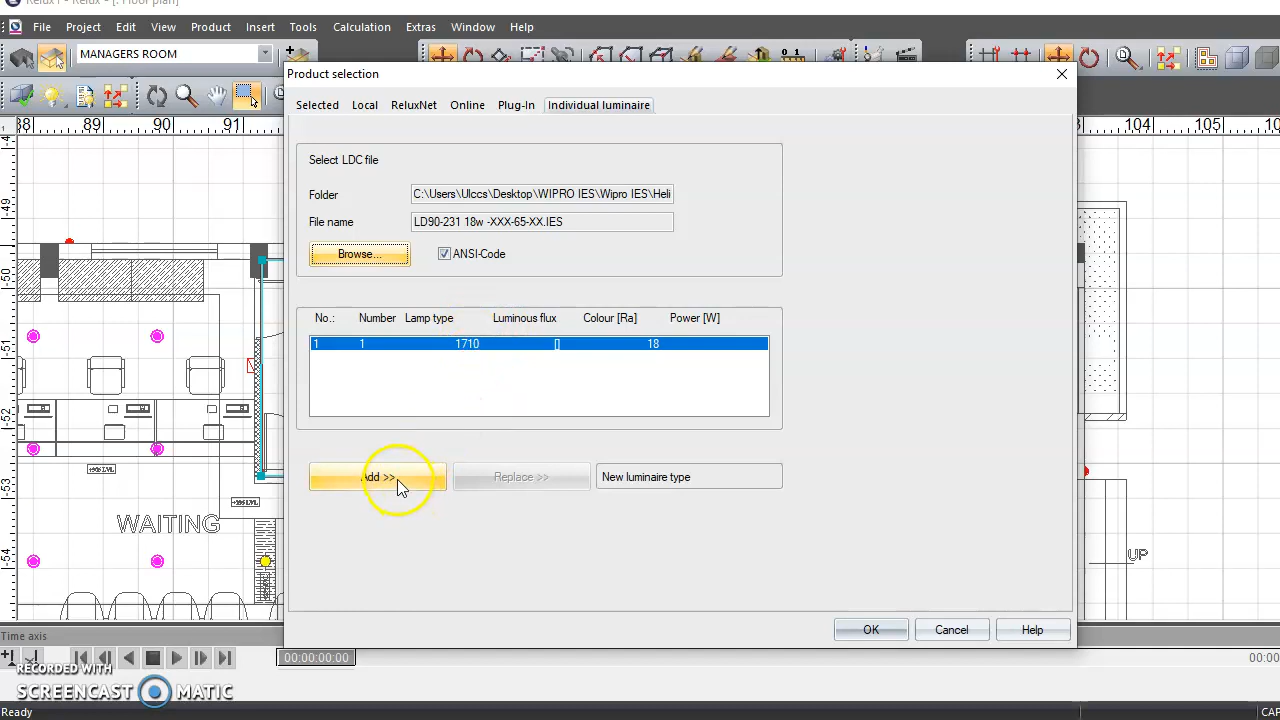 Relux1 - Relux - [: Floor plan]
File Project Edit View Product Insert Tools Calculation Extras Window Help
MANAGERS ROOM
Product selection
Selected Local ReluxNet Online Plug-In Individual luminaire
88 89 90 91 104 105
Select LDC file
Folder C:\Users\Ulccs\Desktop\WIPRO IES\Wipro IES\Heli
File name LD90-231 18w -XXX-65-XX.IES
Browse... ANSI-Code
No.: Number Lamp type Luminous flux Colour [Ra] Power [W]
1 1 1710 [] 18
Add >> Replace >> New luminaire type
-49
-50
-51
-52
-53
-54
WAITING
UP
OK Cancel Help
Time axis
00:00:00:00 00:00
RECORDED WITH
SCREENCAST MATIC
Ready CAP